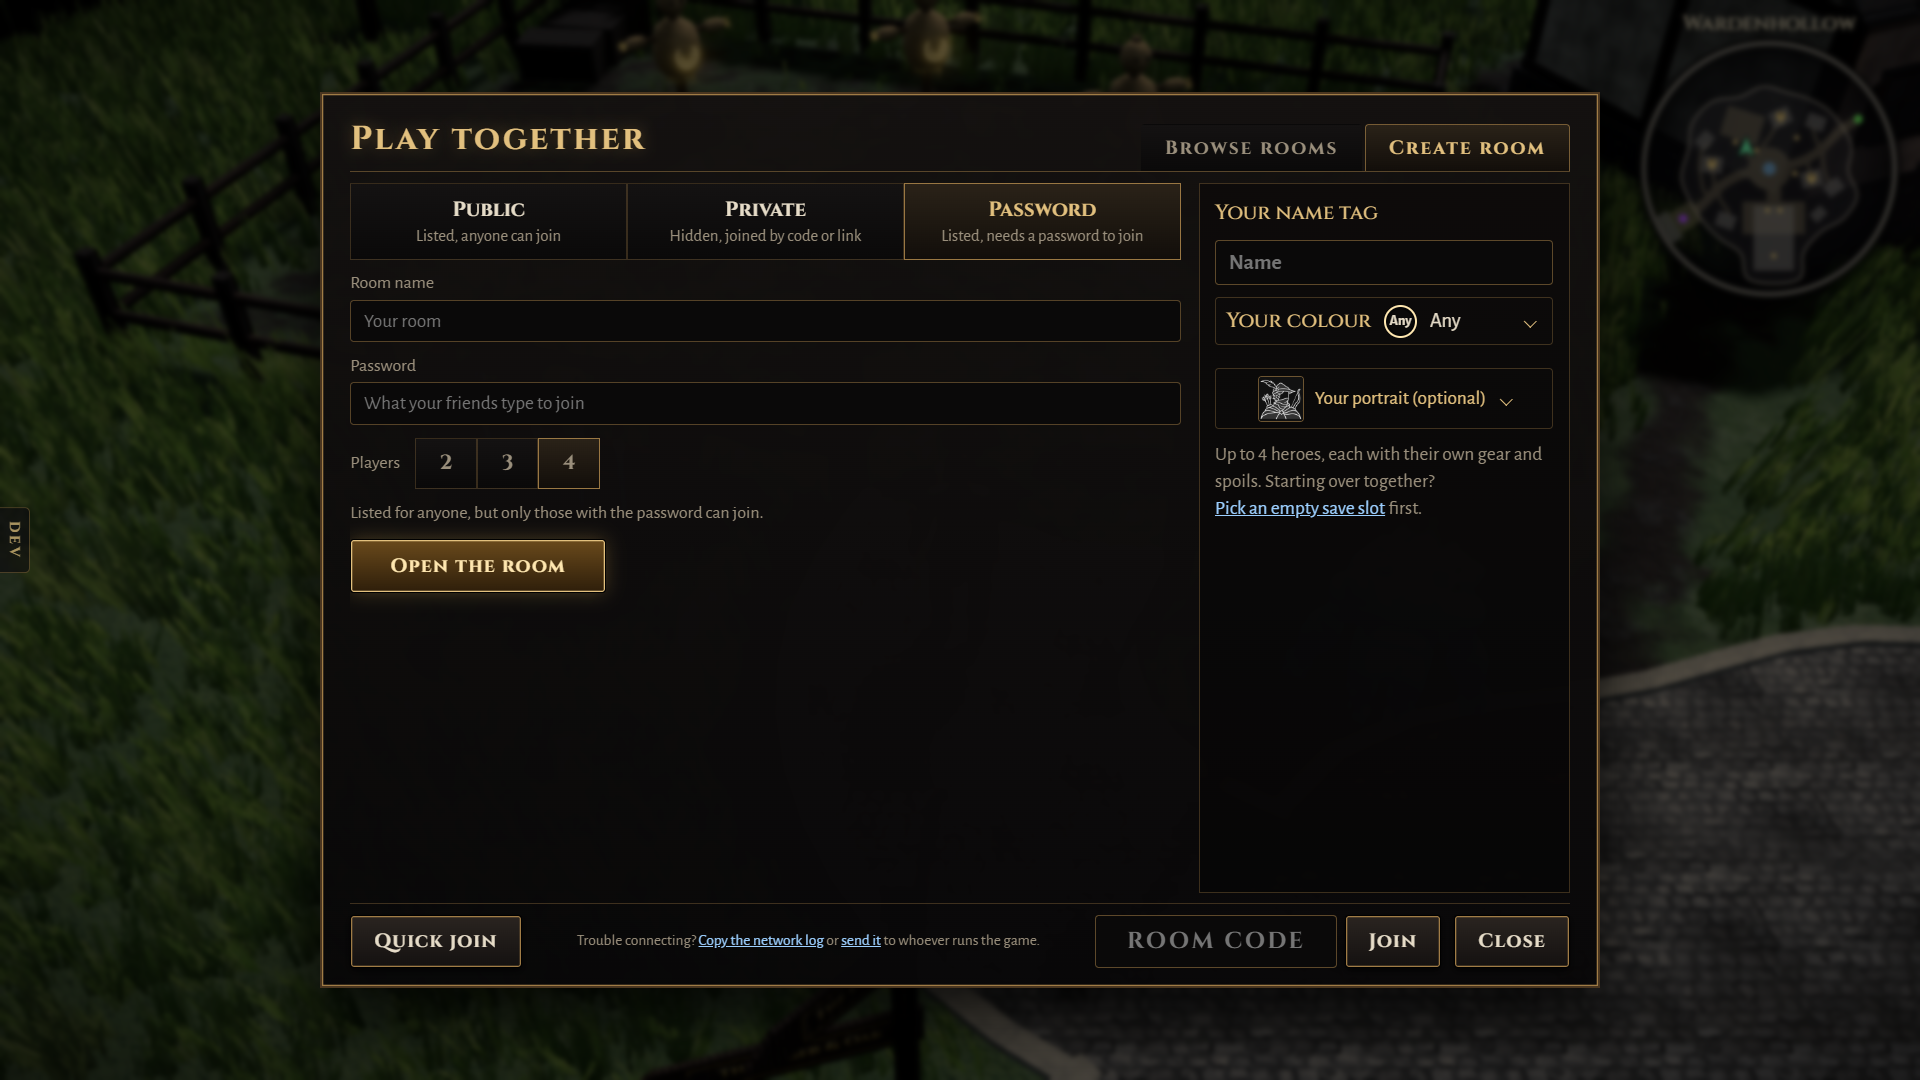 WARDENHOLLOW
PLAY TOGETHER
BROWSE ROOMS
CREATE ROOM
PUBLIC
Listed, anyone can join
PRIVATE
Hidden, joined by code or link
PASSWORD
Listed, needs a password to join
Room name
Your room
Password
What your friends type to join
Players
2
3
4
Listed for anyone, but only those with the password can join.
OPEN THE ROOM
YOUR NAME TAG
Name
YOUR COLOUR
Any
Any
Your portrait (optional)
Up to 4 heroes, each with their own gear and
spoils. Starting over together?
Pick an empty save slot first.
DEV
QUICK JOIN
Trouble connecting? Copy the network log or send it to whoever runs the game.
ROOM CODE
JOIN
CLOSE